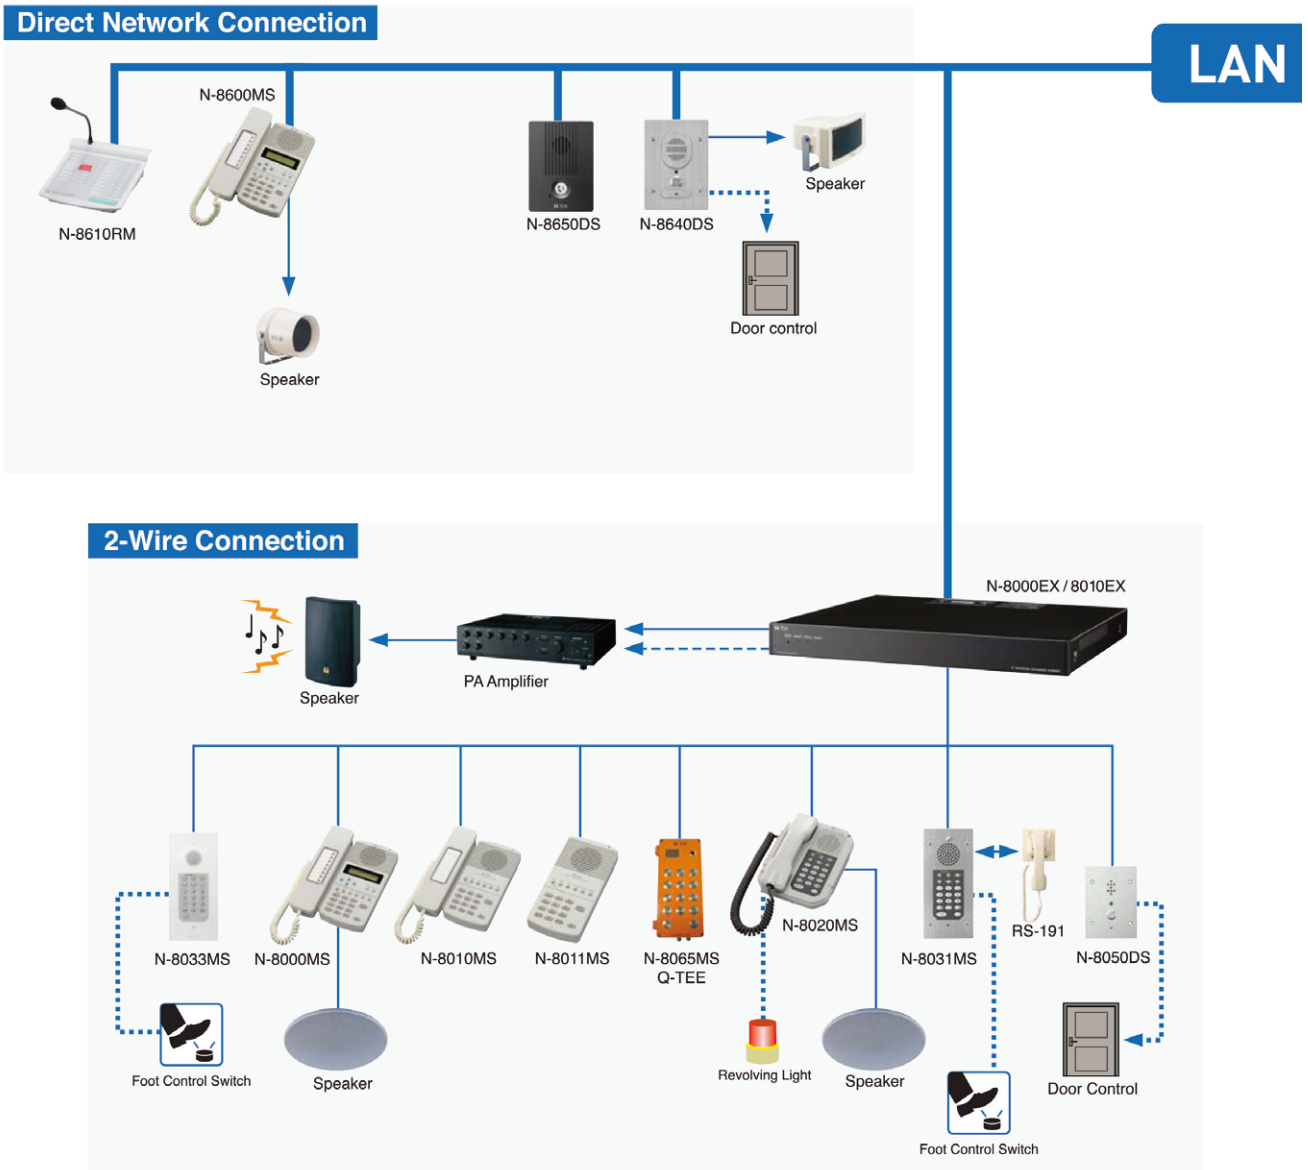 Direct Network Connection
LAN
N-8600MS
N-8610RM
N-8650DS
N-8640DS
Speaker
Door control
Speaker
2-Wire Connection
N-8000EX / 8010EX
PA Amplifier
Speaker
N-8020MS
RS-191
N-8033MS
N-8000MS
N-8010MS
N-8011MS
N-8065MS
Q-TEE
N-8031MS
N-8050DS
Foot Control Switch
Speaker
Revolving Light
Speaker
Door Control
Foot Control Switch